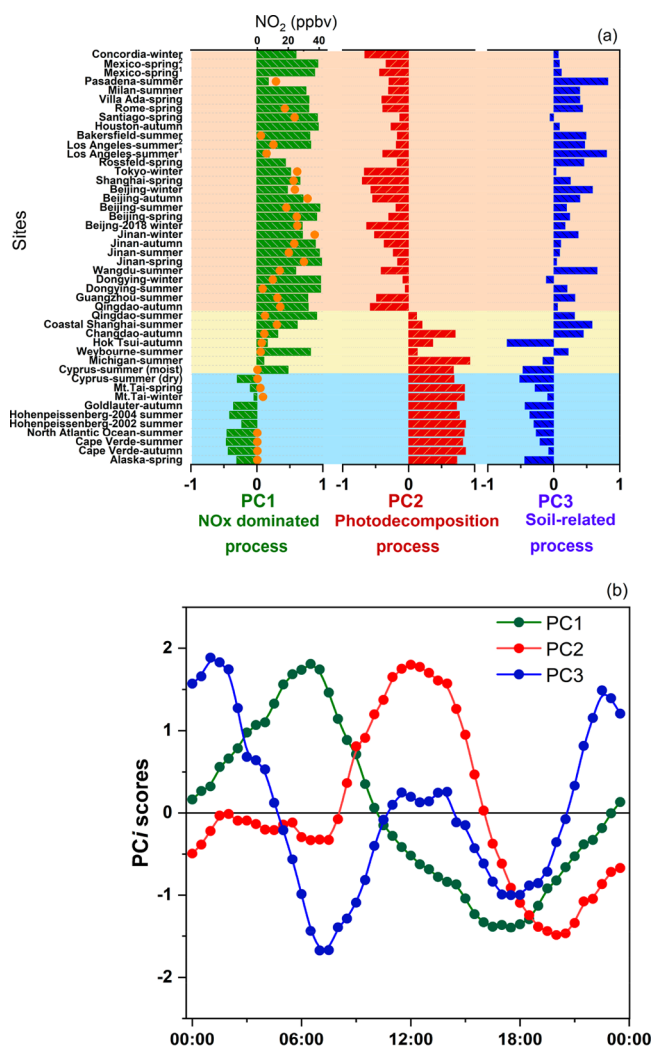 NO2 (ppbv)
0 20 40
(a)
Sites
Concordia-winter
Mexico-spring2
Mexico-spring1
Pasadena-summer
Milan-summer
Villa Ada-spring
Rome-spring
Santiago-spring
Houston-autumn
Bakersfield-summer
Los Angeles-summer2
Los Angeles-summer1
Rossfeld-spring
Tokyo-winter
Shanghai-spring
Beijing-winter
Beijing-autumn
Beijing-summer
Beijing-spring
Beijng-2018 winter
Jinan-winter
Jinan-autumn
Jinan-summer
Jinan-spring
Wangdu-summer
Dongying-winter
Dongying-summer
Guangzhou-summer
Qingdao-autumn
Qingdao-summer
Coastal Shanghai-summer
Changdao-autumn
Hok Tsui-autumn
Weybourne-summer
Michigan-summer
Cyprus-summer (moist)
Cyprus-summer (dry)
Mt.Tai-spring
Mt.Tai-winter
Goldlauter-autumn
Hohenpeissenberg-2004 summer
Hohenpeissenberg-2002 summer
North Atlantic Ocean-summer
Cape Verde-summer
Cape Verde-autumn
Alaska-spring
-1 0 1 -1 0 1 -1 0 1
PC1 PC2 PC3
NOx dominated Photodecomposition Soil-related
process process process
(b)
PC1
PC2
PC3
PCi scores
2
1
0
-1
-2
00:00 06:00 12:00 18:00 00:00